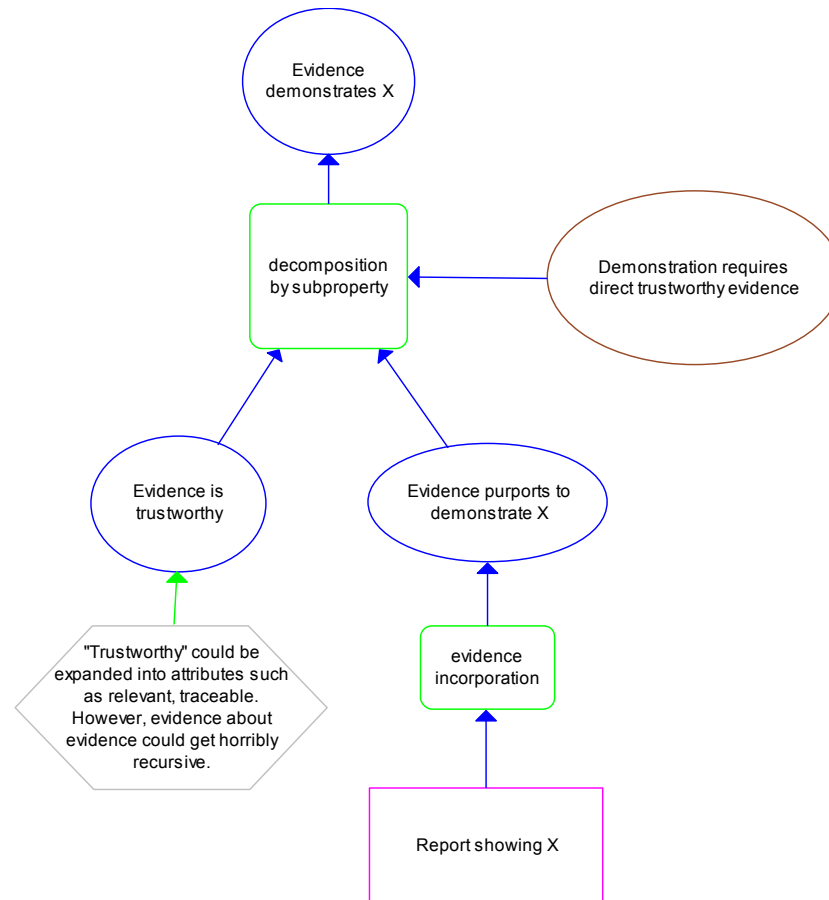 Evidence
demonstrates X
decomposition
by subproperty
Demonstration requires
direct trustworthy evidence
Evidence is
trustworthy
Evidence purports to
demonstrate X
"Trustworthy" could be
expanded into attributes such
as relevant, traceable.
However, evidence about
evidence could get horribly
recursive.
evidence
incorporation
Report showing X